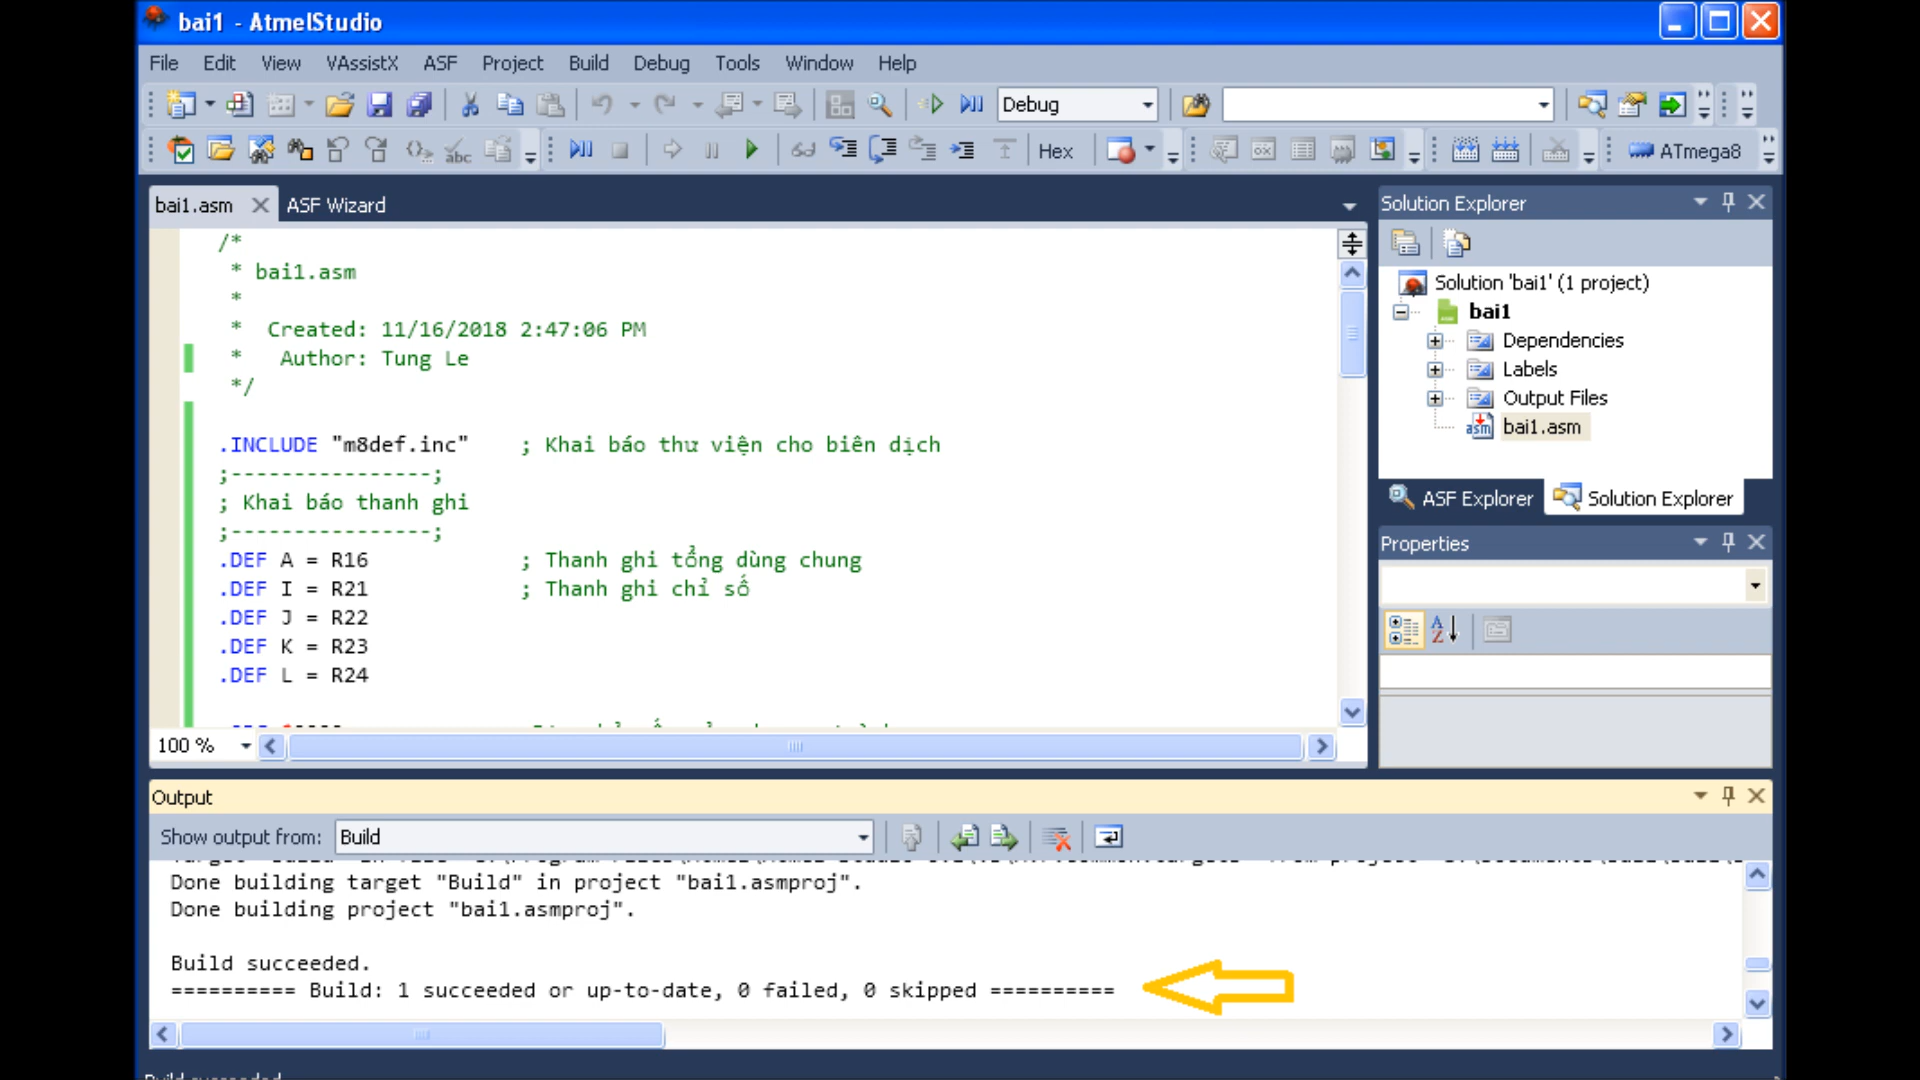 bai1 - AtmelStudio
File Edit View VAssistX ASF Project Build Debug Tools Window Help
Debug
Hex ATmega8
bai1.asm ASF Wizard
/*
* bai1.asm
*
* Created: 11/16/2018 2:47:06 PM
* Author: Tung Le
*/
.INCLUDE "m8def.inc" ; Khai báo thư viện cho biên dịch
;----------------;
; Khai báo thanh ghi
;----------------;
.DEF A = R16 ; Thanh ghi tổng dùng chung
.DEF I = R21 ; Thanh ghi chỉ số
.DEF J = R22
.DEF K = R23
.DEF L = R24
100 %
Solution Explorer
Solution 'bai1' (1 project)
bai1
Dependencies
Labels
Output Files
bai1.asm
ASF Explorer Solution Explorer
Properties
Output
Show output from: Build
Done building target "Build" in project "bai1.asmproj".
Done building project "bai1.asmproj".
Build succeeded.
========== Build: 1 succeeded or up-to-date, 0 failed, 0 skipped ==========
Build succeeded